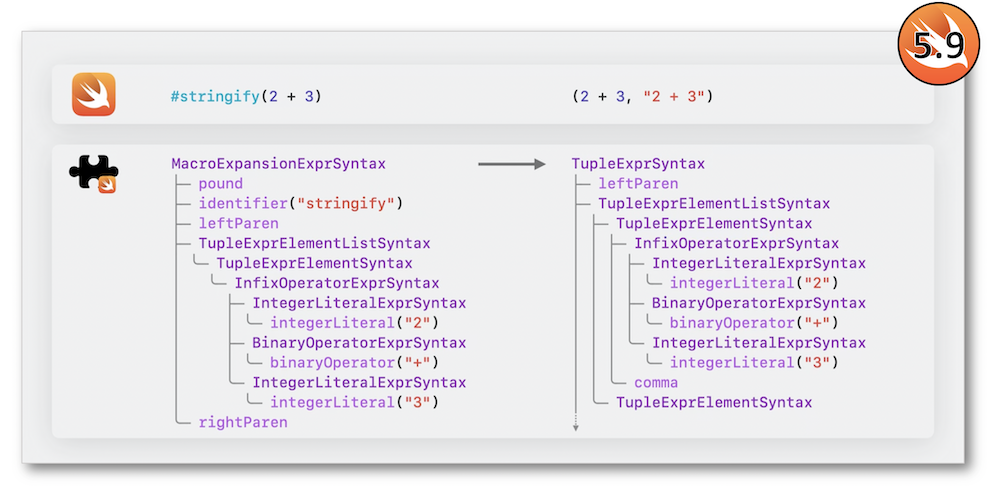 5.9
#stringify(2 + 3)
(2 + 3, "2 + 3")
MacroExpansionExprSyntax
pound
identifier("stringify")
leftParen
TupleExprElementListSyntax
TupleExprElementSyntax
InfixOperatorExprSyntax
IntegerLiteralExprSyntax
integerLiteral("2")
BinaryOperatorExprSyntax
binaryOperator("+")
IntegerLiteralExprSyntax
integerLiteral("3")
rightParen
TupleExprSyntax
leftParen
TupleExprElementListSyntax
TupleExprElementSyntax
InfixOperatorExprSyntax
IntegerLiteralExprSyntax
integerLiteral("2")
BinaryOperatorExprSyntax
binaryOperator("+")
IntegerLiteralExprSyntax
integerLiteral("3")
comma
TupleExprElementSyntax